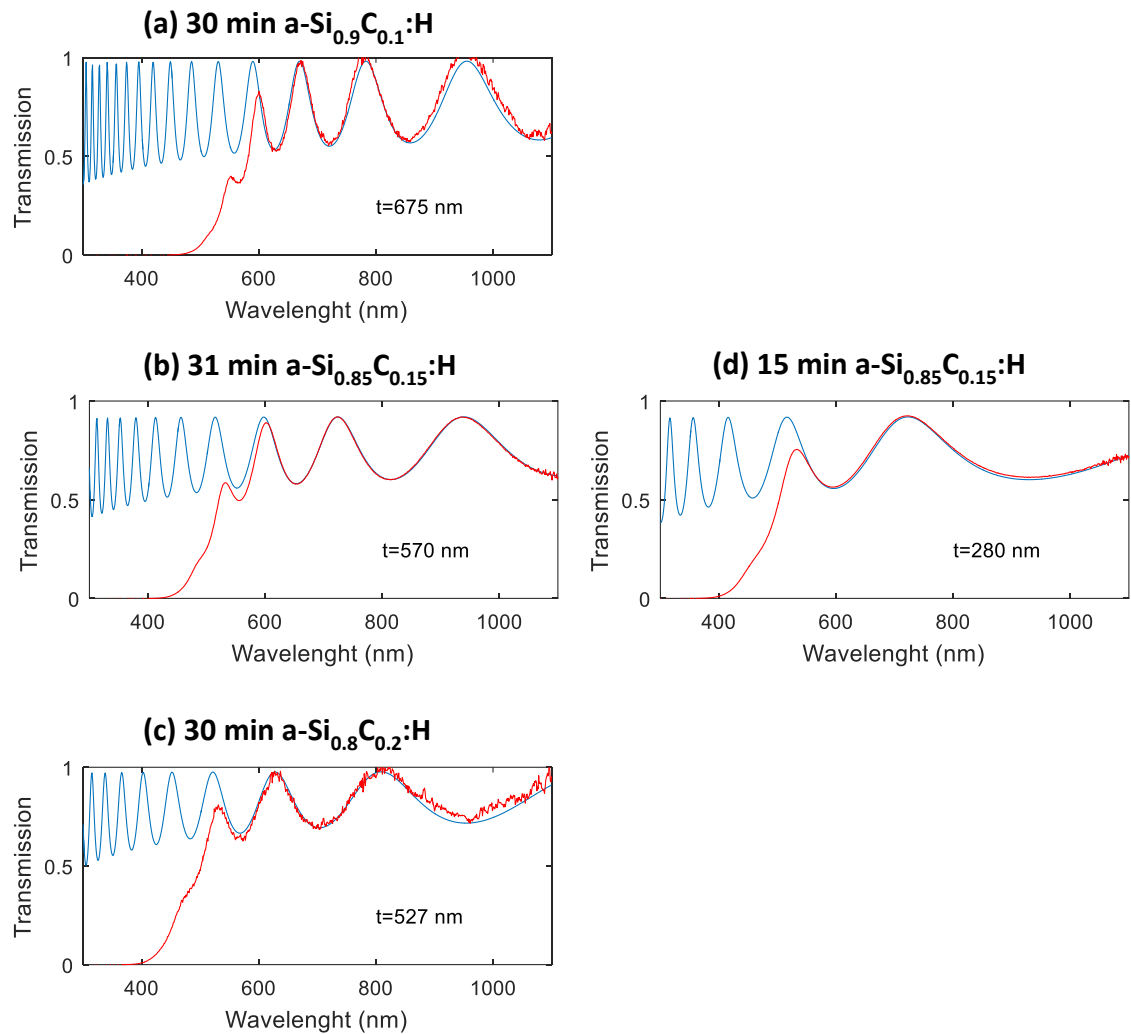 (a) 30 min a-Si0.9C0.1:H
1
0.5
0
Transmission
t=675 nm
400 600 800 1000
Wavelenght (nm)
(b) 31 min a-Si0.85C0.15:H
1
0.5
0
Transmission
t=570 nm
400 600 800 1000
Wavelenght (nm)
(d) 15 min a-Si0.85C0.15:H
1
0.5
0
Transmission
t=280 nm
400 600 800 1000
Wavelenght (nm)
(c) 30 min a-Si0.8C0.2:H
1
0.5
0
Transmission
t=527 nm
400 600 800 1000
Wavelenght (nm)